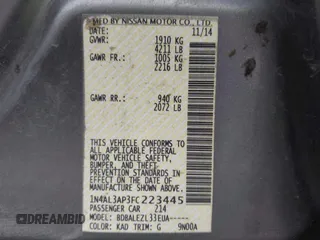 MFD BY NISSAN MOTOR CO., LTD.
DATE: 11/14
GVWR: 1910 KG
4211 LB
GAWR FR.: 1005 KG
2216 LB
GAWR RR.: 940 KG
2072 LB
THIS VEHICLE CONFORMS TO
ALL APPLICABLE FEDERAL
MOTOR VEHICLE SAFETY,
BUMPER, AND THEFT
PREVENTION STANDARDS IN
EFFECT ON THE DATE OF
MANUFACTURE SHOWN ABOVE.
1N4AL3AP3FC223445
PASSENGER CAR 214
MODEL: BDBALEZL33EUA-----
COLOR: KAD TRIM: G 9N00A